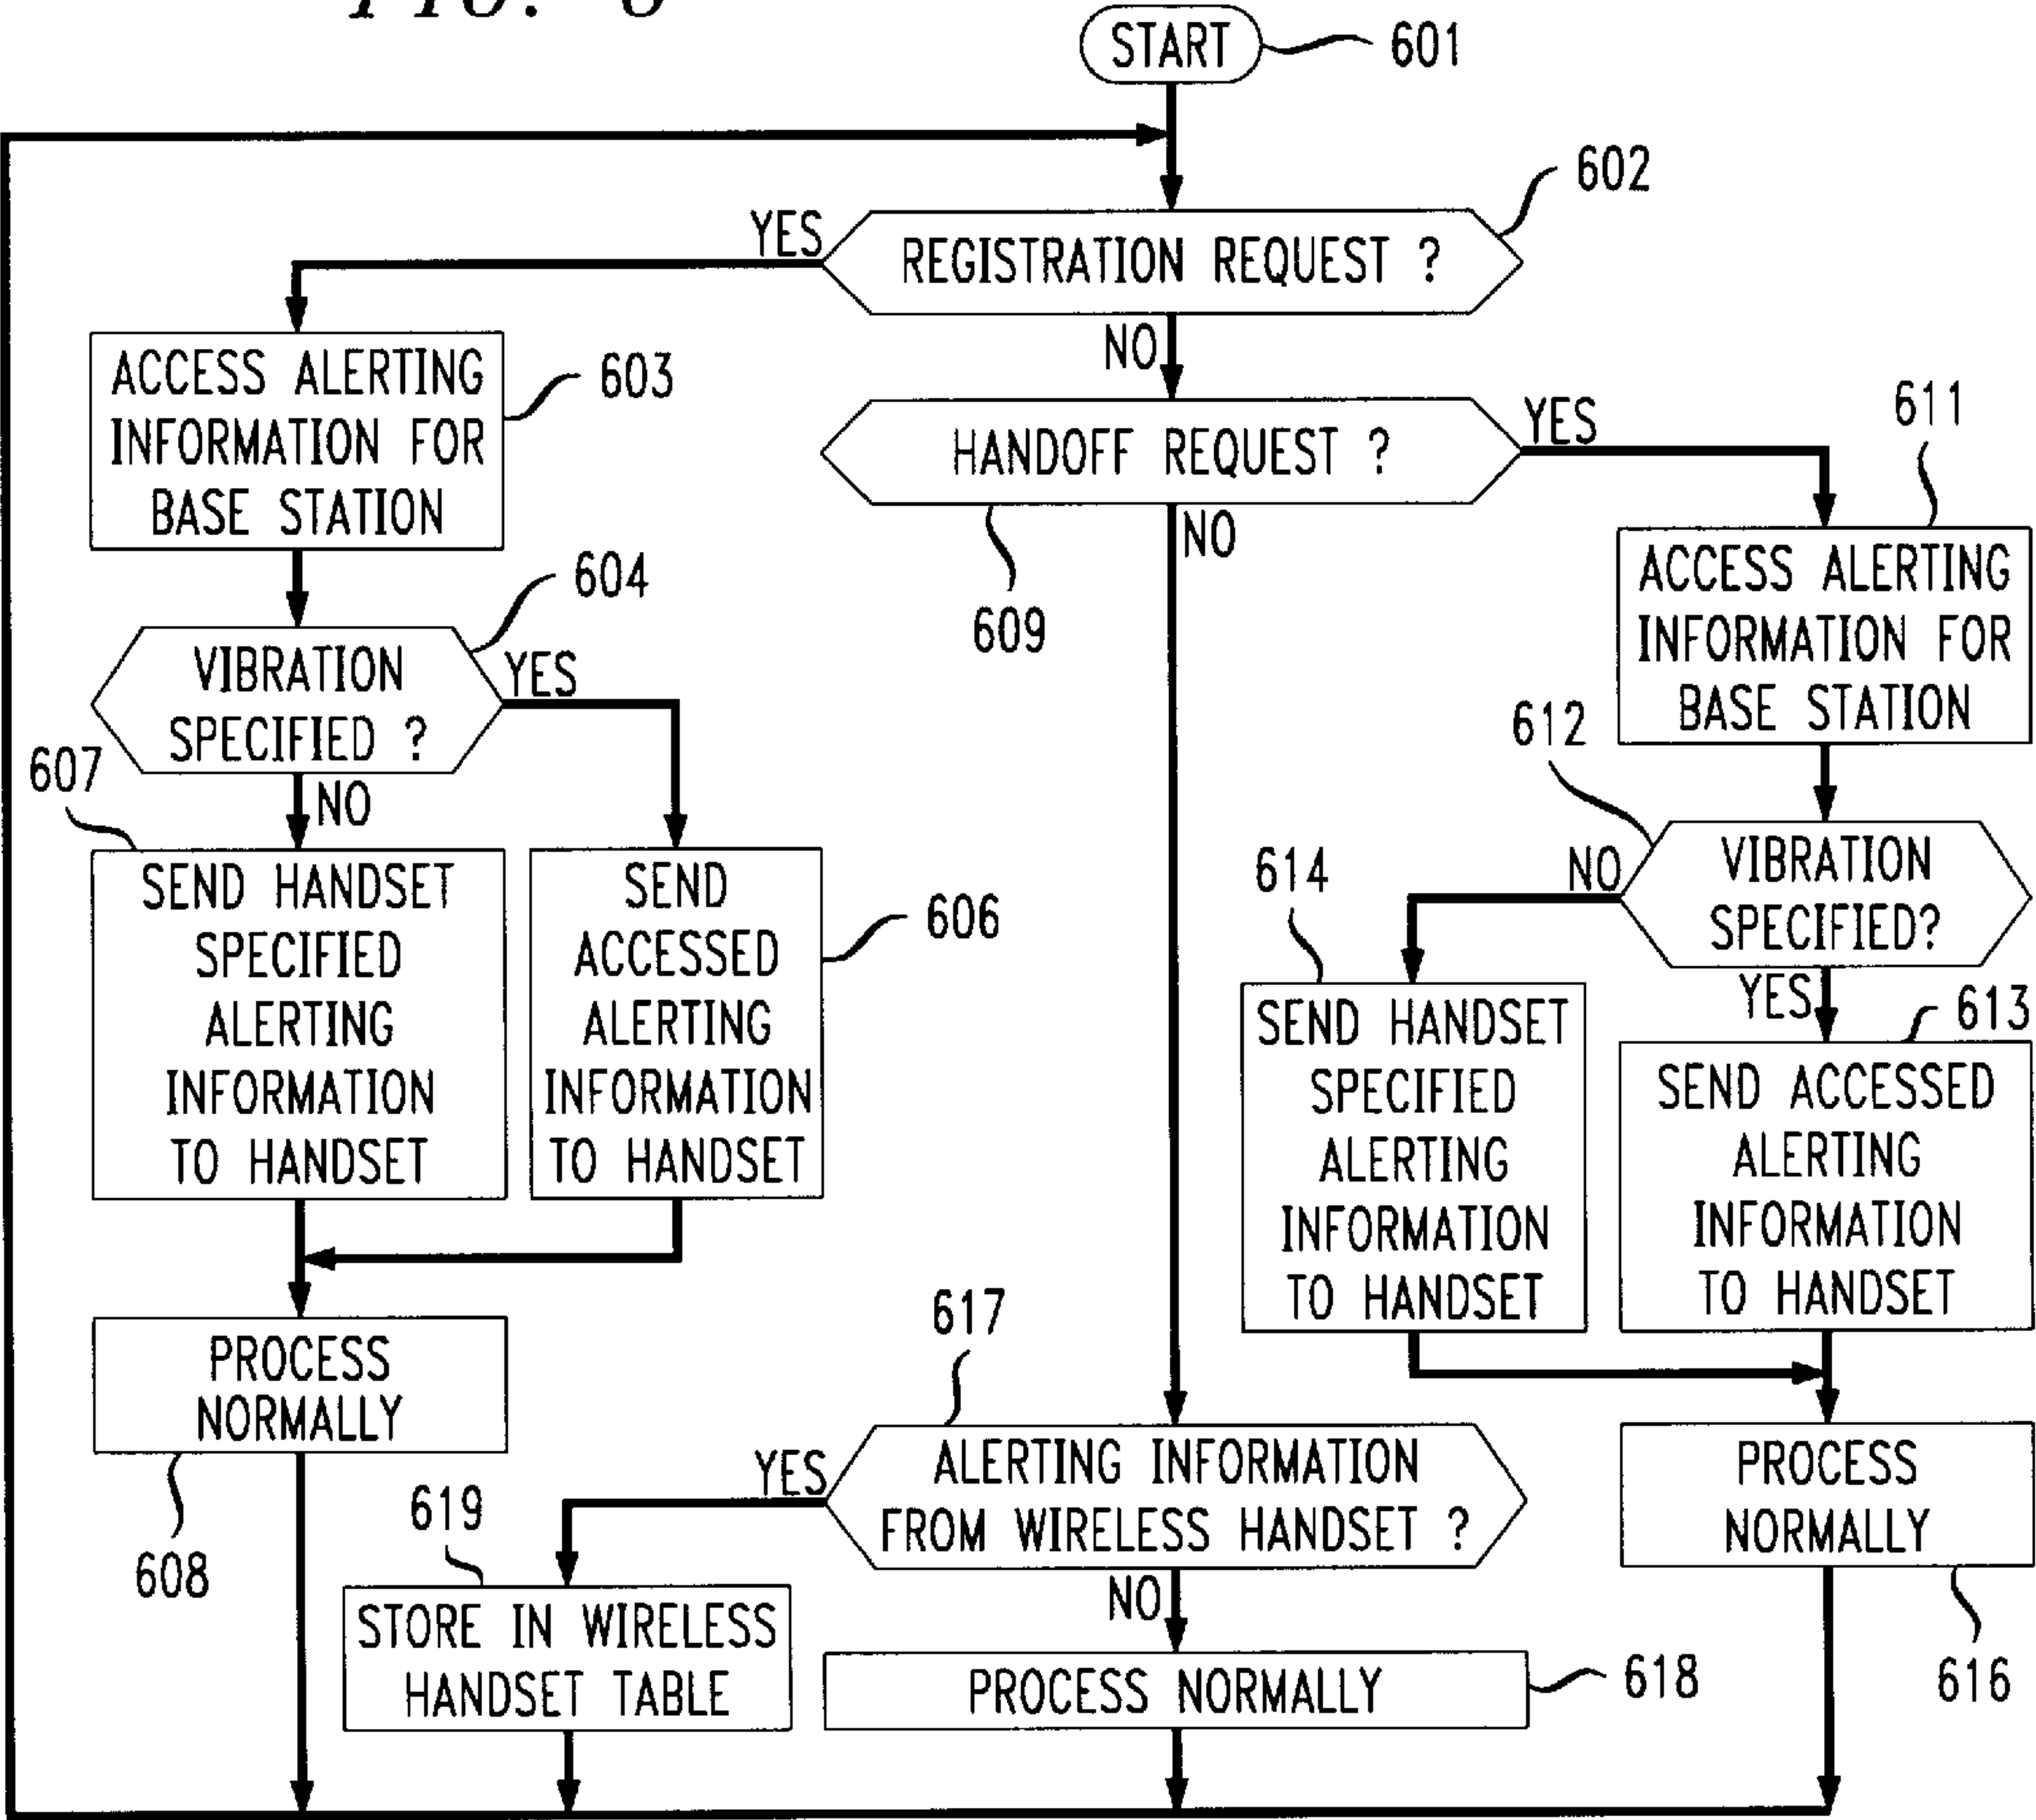 START
601
602
YES
REGISTRATION REQUEST ?
NO
ACCESS ALERTING
INFORMATION FOR
BASE STATION
603
HANDOFF REQUEST ?
YES
NO
609
611
ACCESS ALERTING
INFORMATION FOR
BASE STATION
604
VIBRATION
SPECIFIED ?
YES
NO
607
SEND HANDSET
SPECIFIED
ALERTING
INFORMATION
TO HANDSET
SEND
ACCESSED
ALERTING
INFORMATION
TO HANDSET
606
612
VIBRATION
SPECIFIED?
NO
YES
614
SEND HANDSET
SPECIFIED
ALERTING
INFORMATION
TO HANDSET
613
SEND ACCESSED
ALERTING
INFORMATION
TO HANDSET
PROCESS
NORMALLY
608
617
ALERTING INFORMATION
FROM WIRELESS HANDSET ?
YES
NO
619
STORE IN WIRELESS
HANDSET TABLE
PROCESS NORMALLY
618
PROCESS
NORMALLY
616